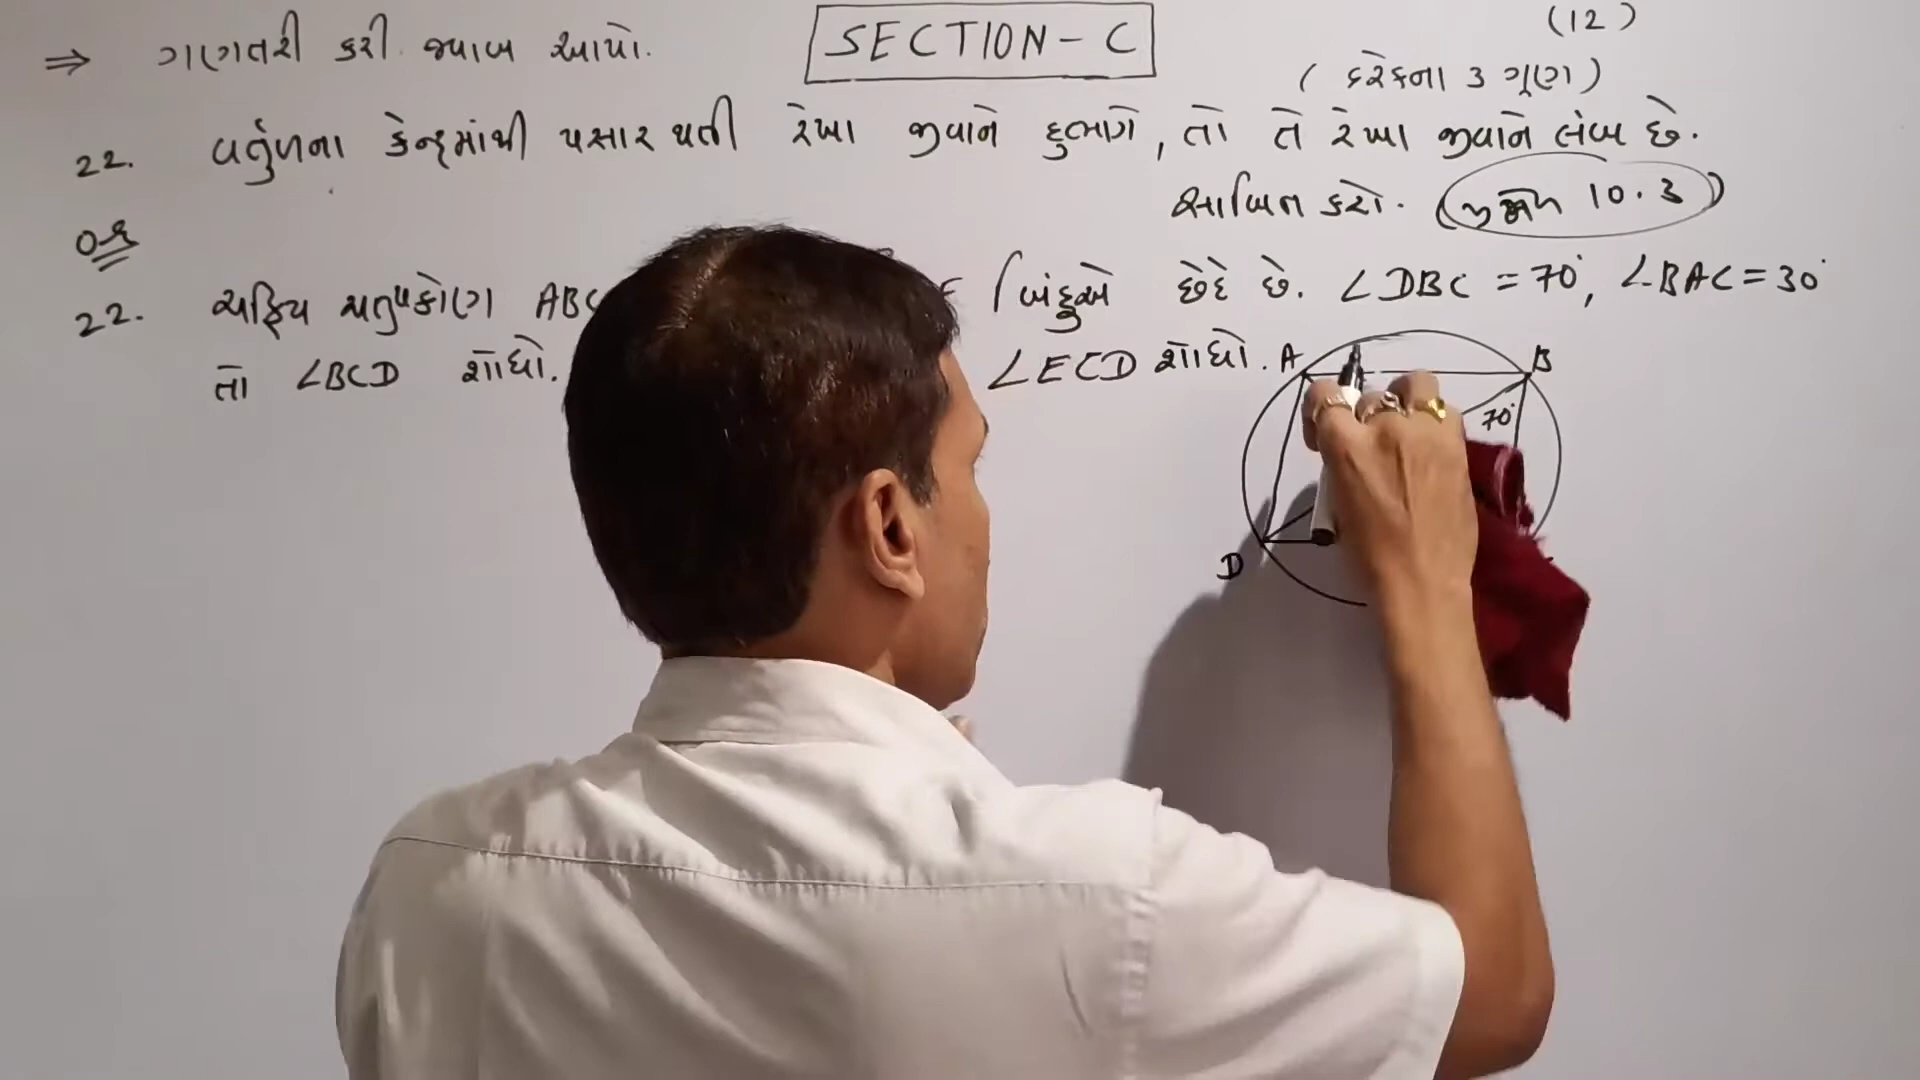 ⇒ ગણતરી કરી જવાબ આપો.
SECTION - C
(12)
( દરેકના 3 ગુણ )
22. વર્તુળના કેન્દ્રમાંથી પસાર થતી રેખા જીવાને દુભાગે, તો તે રેખા જીવાને લંબ છે.
સાબિત કરો. ( પ્રમેય 10.3 )
OR
22. ચક્રિય ચતુષ્કોણ ABC E બિંદુએ છેદે છે. ∠DBC = 70°, ∠BAC = 30°
તો ∠BCD શોધો. ∠ECD શોધો.
A
B
70°
D